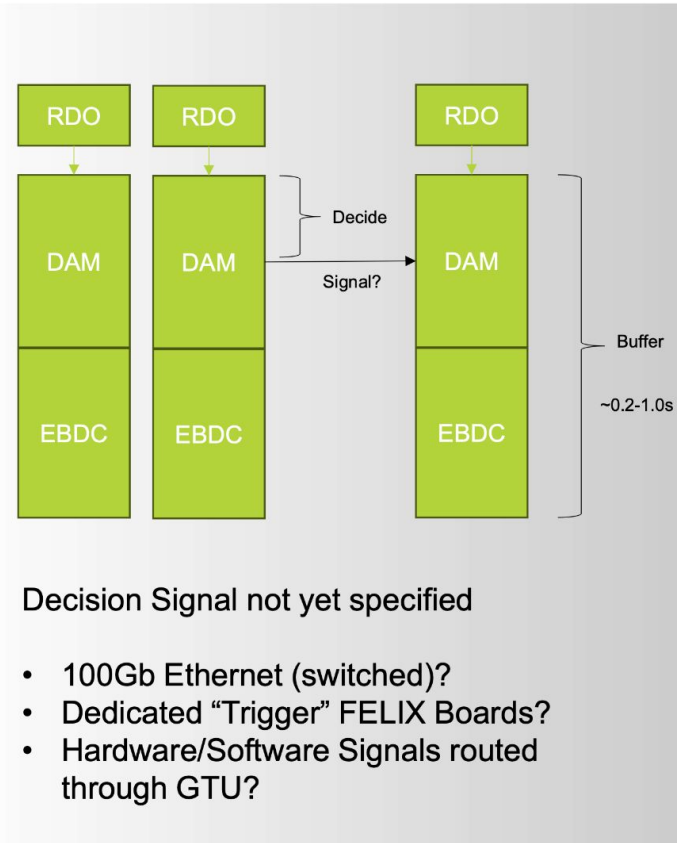 RDO
RDO
RDO
Decide
DAM
DAM
DAM
Signal?
Buffer
~0.2-1.0s
EBDC
EBDC
EBDC
Decision Signal not yet specified
• 100Gb Ethernet (switched)?
• Dedicated “Trigger” FELIX Boards?
• Hardware/Software Signals routed
through GTU?